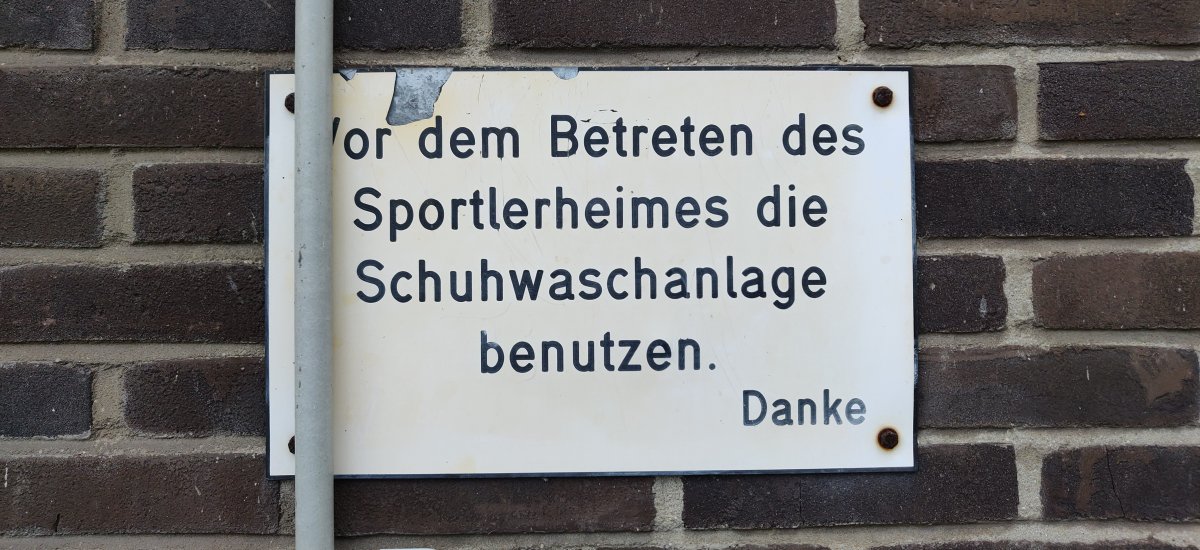 Vor dem Betreten des
Sportlerheimes die
Schuhwaschanlage
benutzen.
Danke